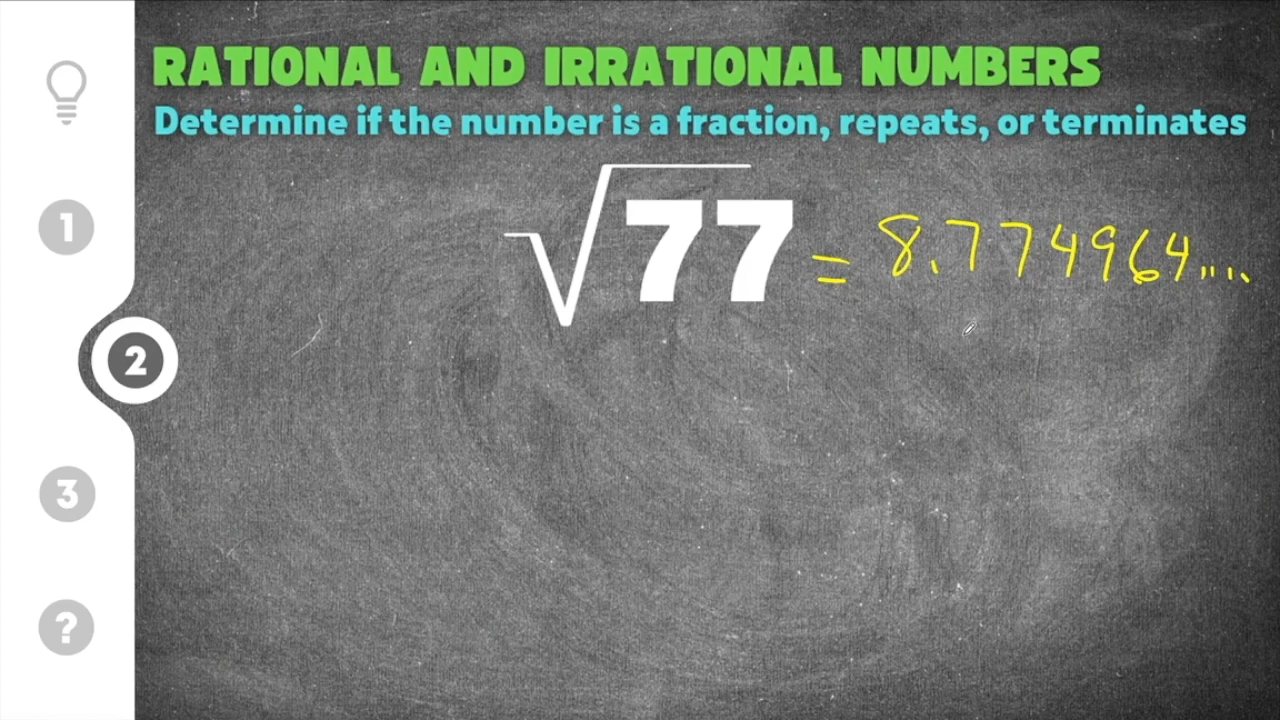 RATIONAL AND IRRATIONAL NUMBERS
Determine if the number is a fraction, repeats, or terminates
√77 = 8.774964....
1
2
3
?